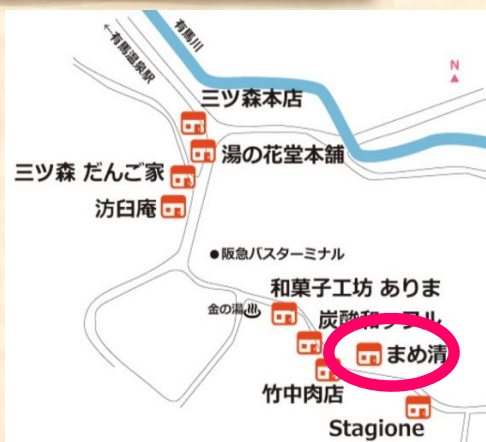 有馬川
←有馬温泉駅
N
三ツ森本店
湯の花堂本舗
三ツ森 だんご家
汸臼庵
●阪急バスターミナル
和菓子工坊 ありま
金の湯♨
まめ清
竹中肉店
Stagione